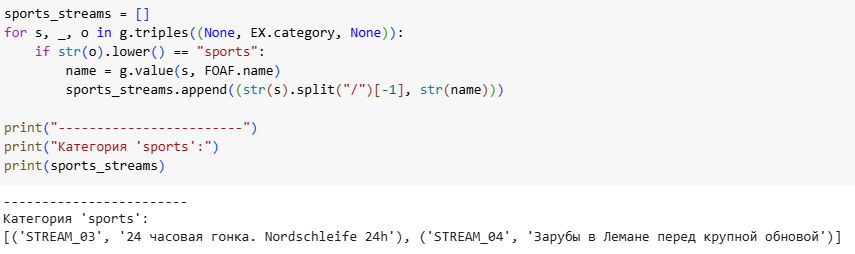 sports_streams = []
for s, _, o in g.triples((None, EX.category, None)):
    if str(o).lower() == "sports":
        name = g.value(s, FOAF.name)
        sports_streams.append((str(s).split("/")[-1], str(name)))

print("------------------------")
print("Категория 'sports':")
print(sports_streams)
------------------------
Категория 'sports':
[('STREAM_03', '24 часовая гонка. Nordschleife 24h'), ('STREAM_04', 'Зарубы в Лемане перед крупной обновой')]